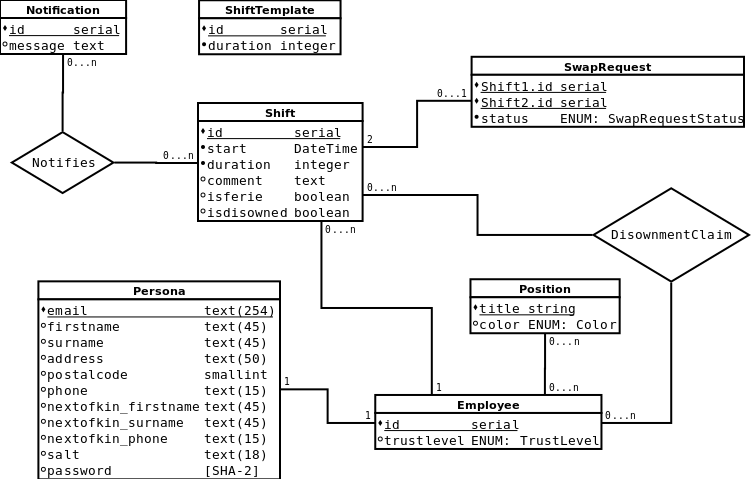 Notification
id serial
message text
0...n
ShiftTemplate
id serial
duration integer
SwapRequest
Shift1.id serial
Shift2.id serial
status ENUM: SwapRequestStatus
0...1
Shift
id serial
start DateTime
duration integer
comment text
isferie boolean
isdisowned boolean
2
0...n
0...n
0...n
Notifies
DisownmentClaim
Persona
email text(254)
firstname text(45)
surname text(45)
address text(50)
postalcode smallint
phone text(15)
nextofkin_firstname text(45)
nextofkin_surname text(45)
nextofkin_phone text(15)
salt text(18)
password [SHA-2]
1
Position
title string
color ENUM: Color
0...n
0...n
1
1
Employee
id serial
trustlevel ENUM: TrustLevel
0...n